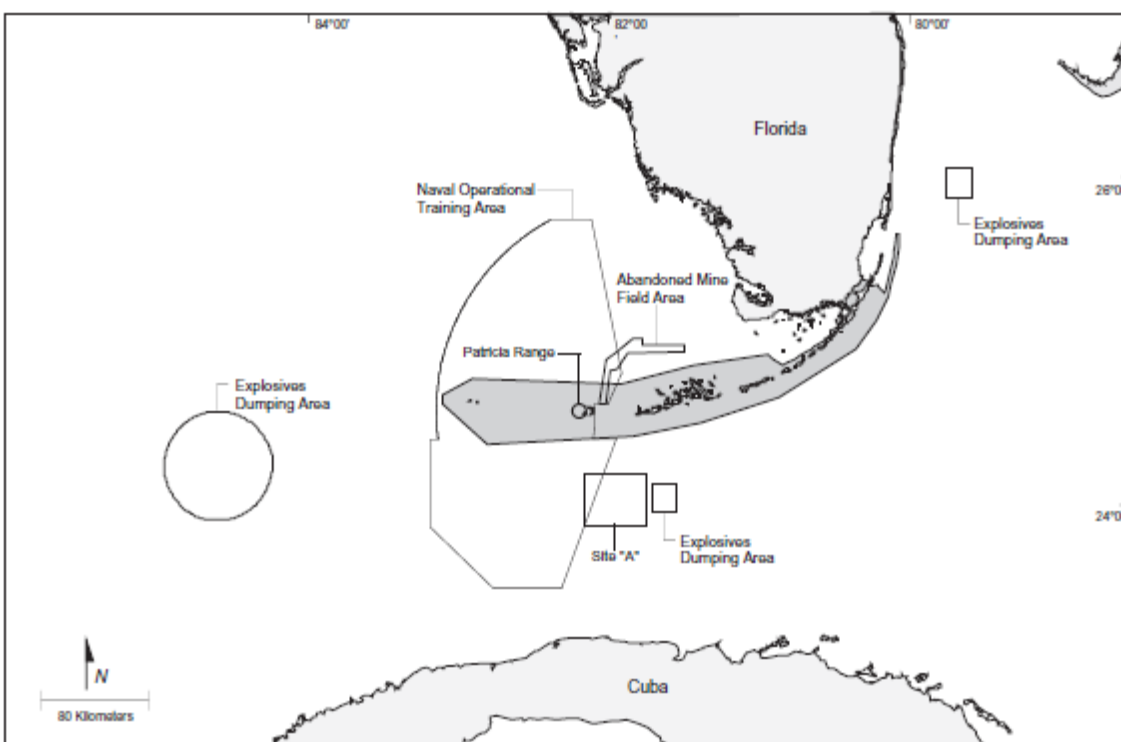 84°00'
82°00
80°00'
Florida
Naval Operational
Training Area
26°0
Explosives
Dumping Area
Abandoned Mine
Field Area
Patricia Range
Explosives
Dumping Area
24°0
Explosives
Dumping Area
Site "A"
N
Cuba
80 Kilometers